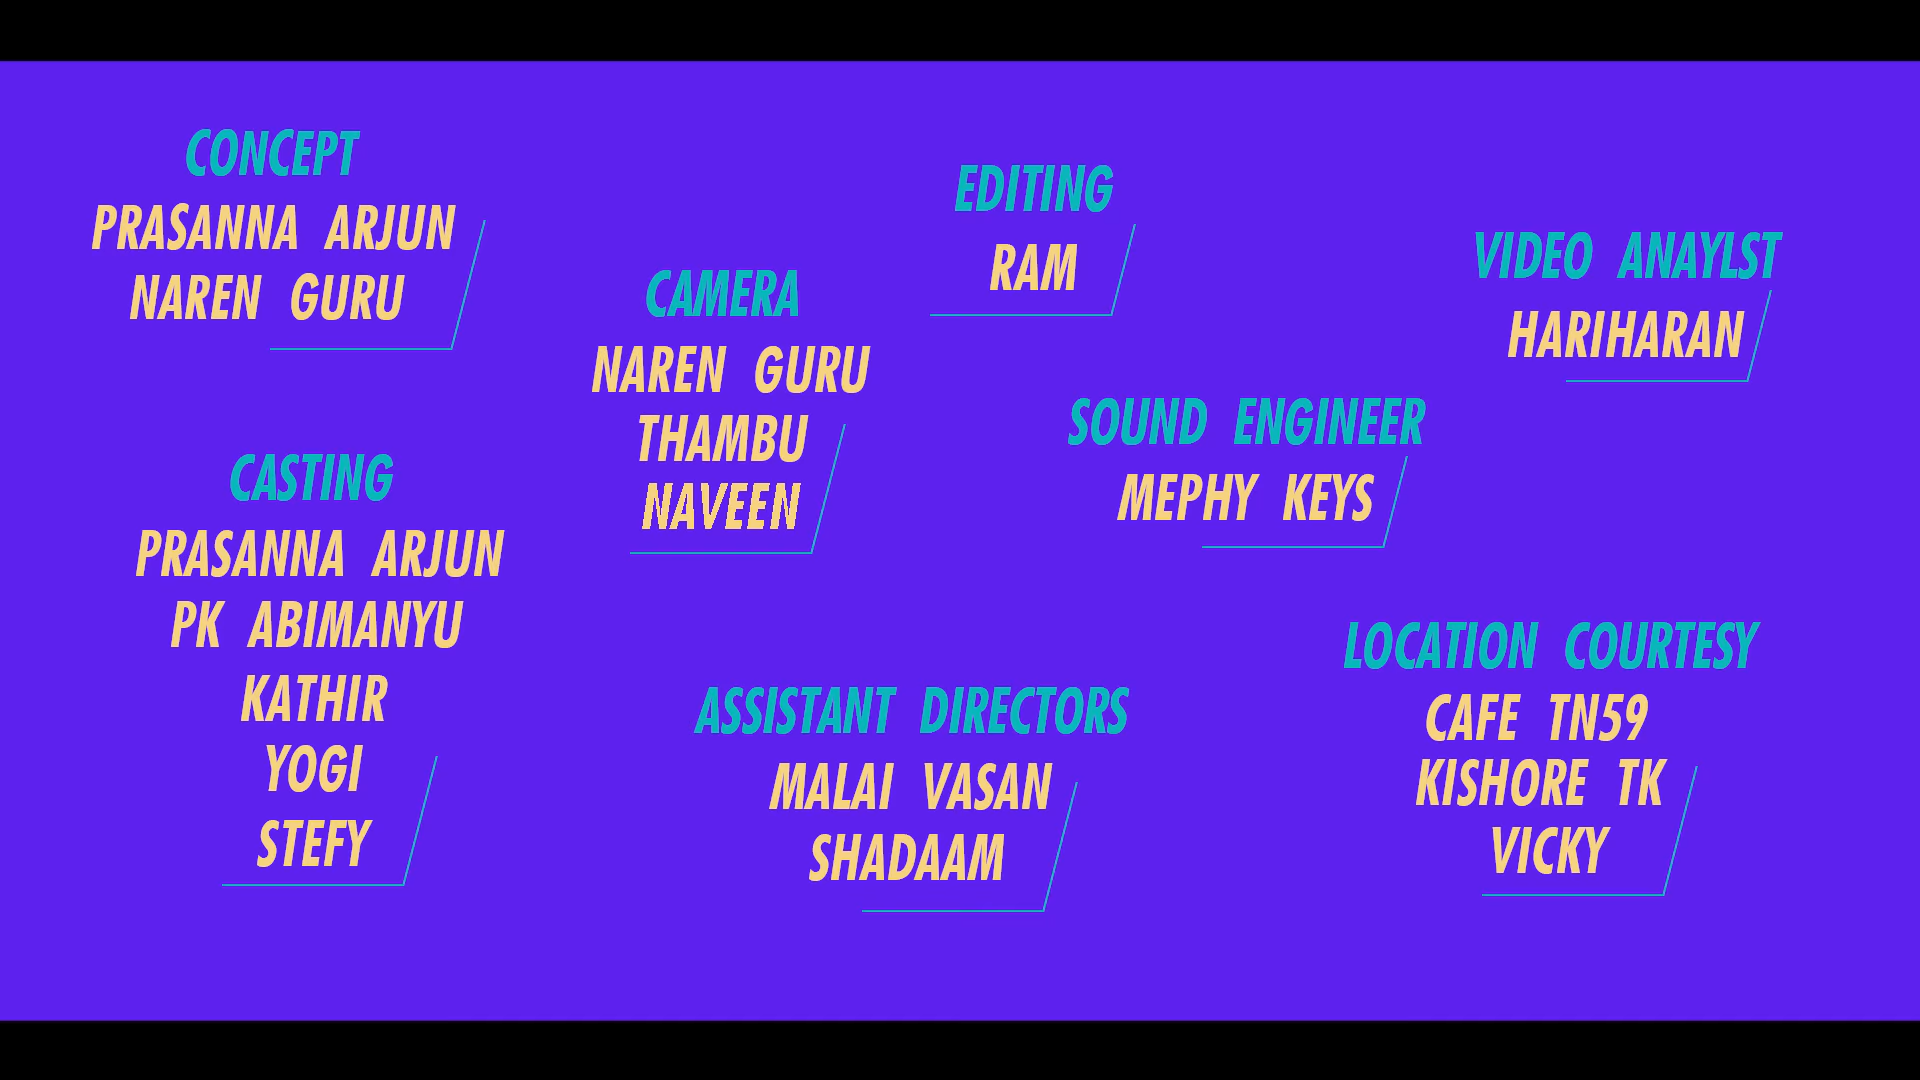 CONCEPT
PRASANNA ARJUN
NAREN GURU
CASTING
PRASANNA ARJUN
PK ABIMANYU
KATHIR
YOGI
STEFY
CAMERA
NAREN GURU
THAMBU
NAVEEN
EDITING
RAM
SOUND ENGINEER
MEPHY KEYS
VIDEO ANAYLST
HARIHARAN
ASSISTANT DIRECTORS
MALAI VASAN
SHADAAM
LOCATION COURTESY
CAFE TN59
KISHORE TK
VICKY